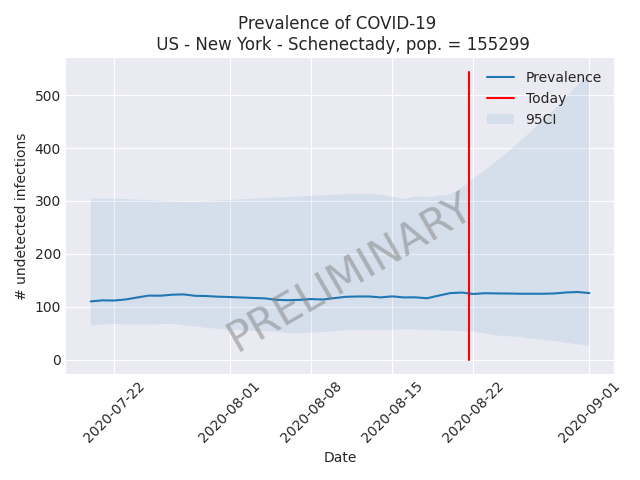 Prevalence of COVID-19
US - New York - Schenectady, pop. = 155299
# undetected infections
500
400
300
200
100
0
Prevalence
Today
95CI
PRELIMINARY
2020-07-22
2020-08-01
2020-08-08
2020-08-15
2020-08-22
2020-09-01
Date